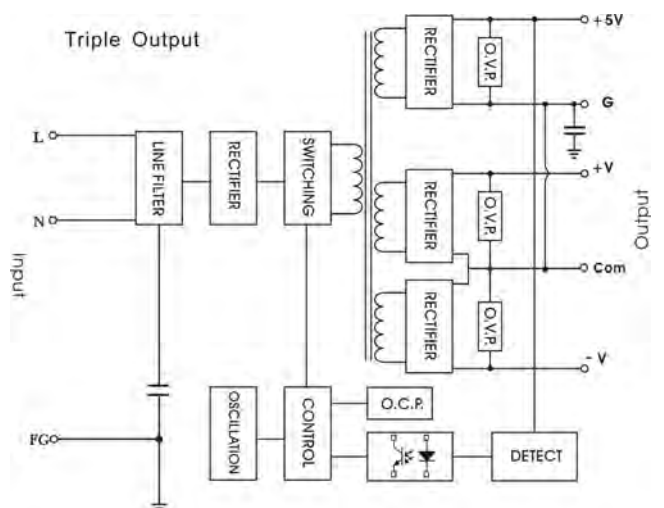 Triple Output
Input
L
N
FG
LINE FILTER
RECTIFIER
SWITCHING
OSCILLATION
CONTROL
O.C.P.
DETECT
RECTIFIER
O.V.P.
+5V
G
RECTIFIER
O.V.P.
+V
Com
RECTIFIER
O.V.P.
- V
Output